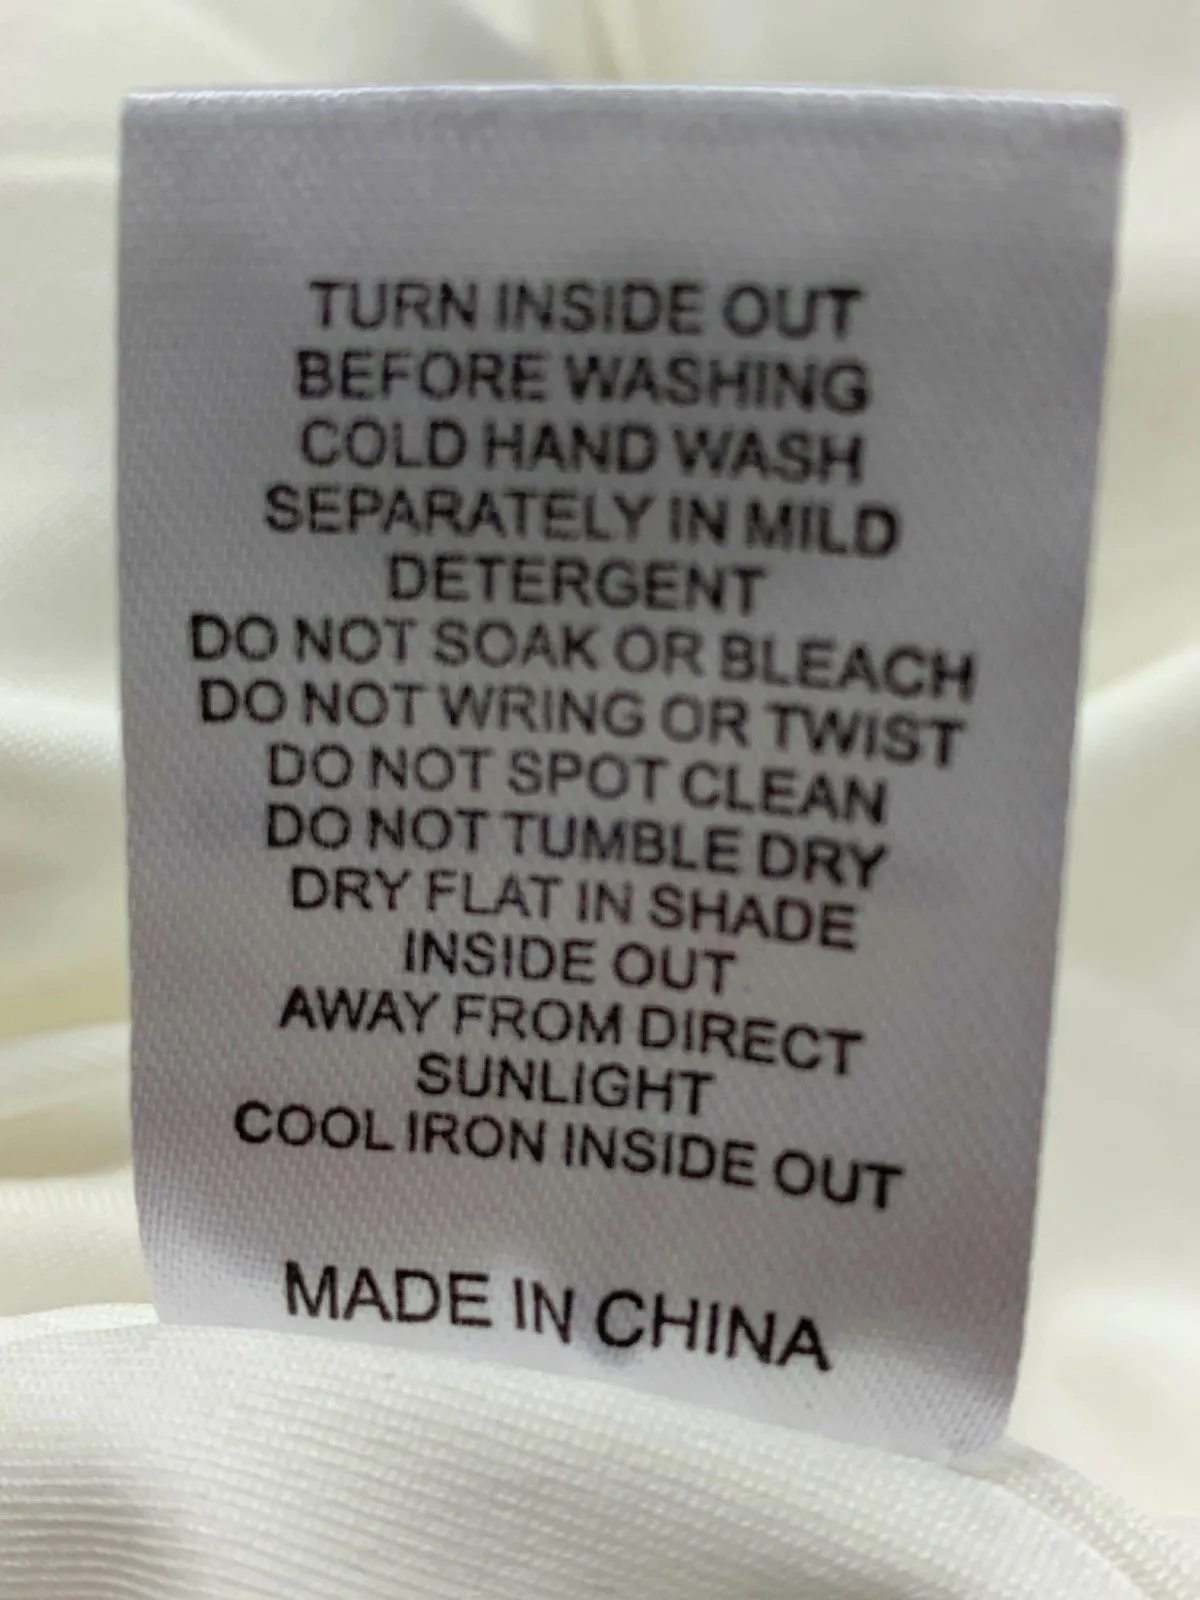 TURN INSIDE OUT
BEFORE WASHING
COLD HAND WASH
SEPARATELY IN MILD
DETERGENT
DO NOT SOAK OR BLEACH
DO NOT WRING OR TWIST
DO NOT SPOT CLEAN
DO NOT TUMBLE DRY
DRY FLAT IN SHADE
INSIDE OUT
AWAY FROM DIRECT
SUNLIGHT
COOL IRON INSIDE OUT
MADE IN CHINA